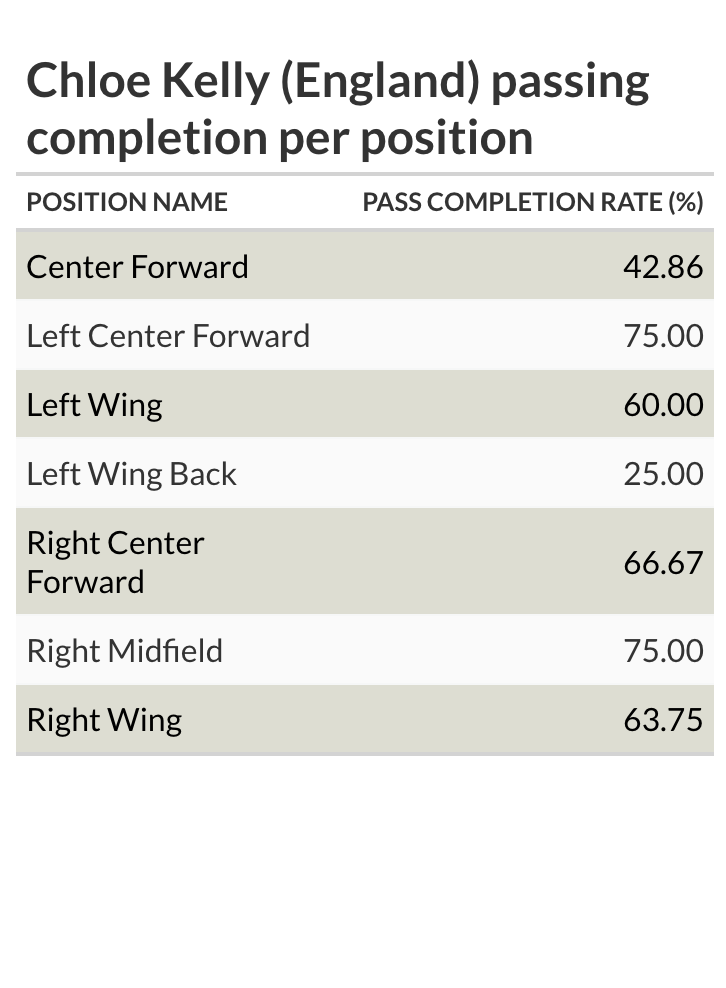 Chloe Kelly (England) passing
completion per position
POSITION NAME PASS COMPLETION RATE (%)
Center Forward 42.86
Left Center Forward 75.00
Left Wing 60.00
Left Wing Back 25.00
Right Center
Forward 66.67
Right Midfield 75.00
Right Wing 63.75